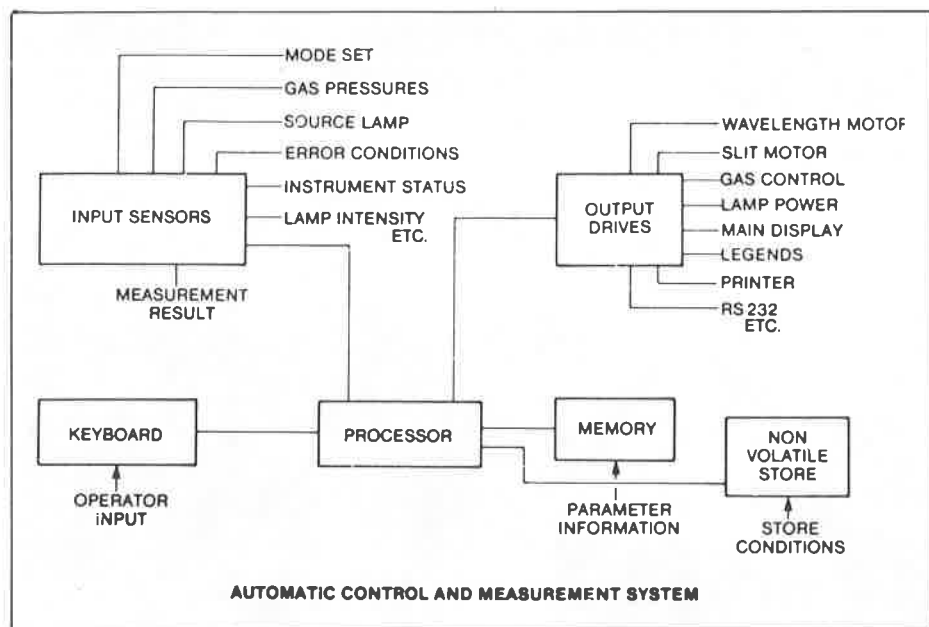 MODE SET
GAS PRESSURES
SOURCE LAMP
ERROR CONDITIONS
INSTRUMENT STATUS
LAMP INTENSITY
ETC.
INPUT SENSORS
MEASUREMENT
RESULT
WAVELENGTH MOTOR
SLIT MOTOR
GAS CONTROL
LAMP POWER
MAIN DISPLAY
LEGENDS
PRINTER
RS 232
ETC.
OUTPUT
DRIVES
KEYBOARD
OPERATOR
INPUT
PROCESSOR
MEMORY
PARAMETER
INFORMATION
NON
VOLATILE
STORE
STORE
CONDITIONS
AUTOMATIC CONTROL AND MEASUREMENT SYSTEM